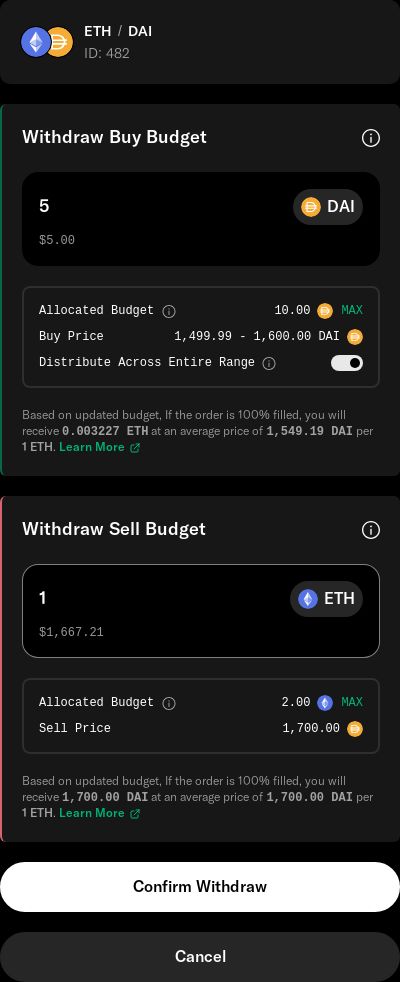 ETH / DAI
ID: 482
Withdraw Buy Budget
5
DAI
$5.00
Allocated Budget 10.00 MAX
Buy Price 1,499.99 - 1,600.00 DAI
Distribute Across Entire Range
Based on updated budget, If the order is 100% filled, you will
receive 0.003227 ETH at an average price of 1,549.19 DAI per
1 ETH. Learn More
Withdraw Sell Budget
1
ETH
$1,667.21
Allocated Budget 2.00 MAX
Sell Price 1,700.00
Based on updated budget, If the order is 100% filled, you will
receive 1,700.00 DAI at an average price of 1,700.00 DAI per
1 ETH. Learn More
Confirm Withdraw
Cancel